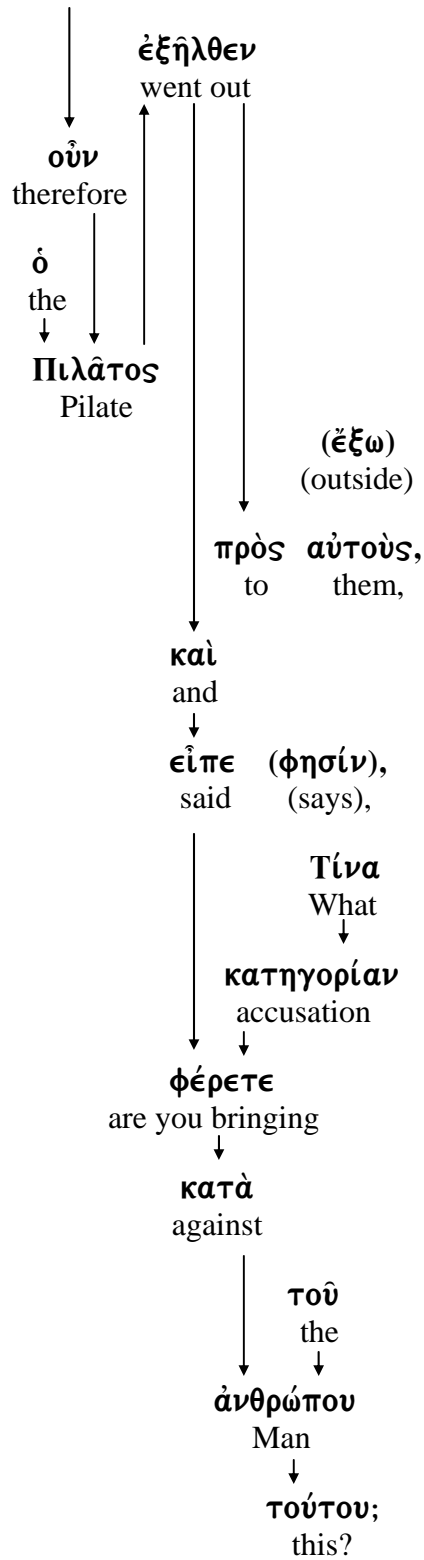 ἐξῆλθεν
went out
οὖν
therefore
ὁ
the
Πιλᾶτος
Pilate
(ἔξω)
(outside)
πρὸς αὐτοὺς,
to them,
καὶ
and
εἶπε (φησίν),
said (says),
Τίνα
What
κατηγορίαν
accusation
φέρετε
are you bringing
κατὰ
against
τοῦ
the
ἀνθρώπου
Man
τούτου;
this?